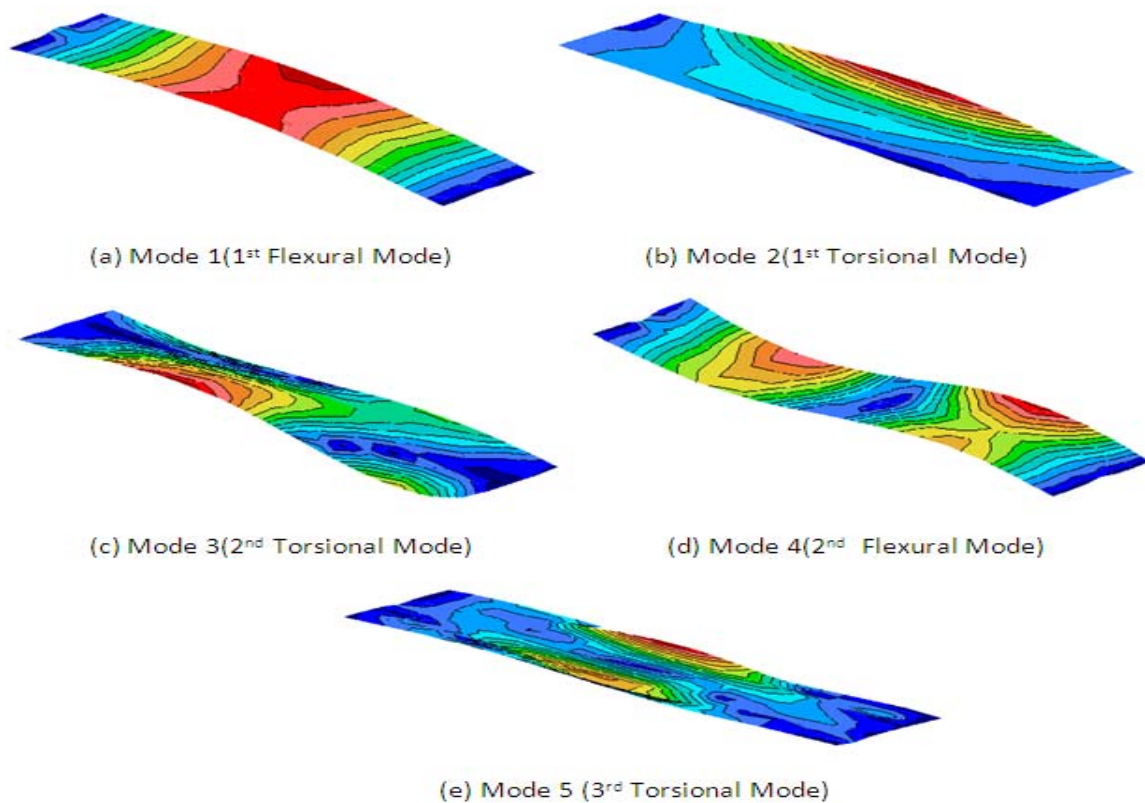 (a) Mode 1(1st Flexural Mode)
(b) Mode 2(1st Torsional Mode)
(c) Mode 3(2nd Torsional Mode)
(d) Mode 4(2nd Flexural Mode)
(e) Mode 5 (3rd Torsional Mode)